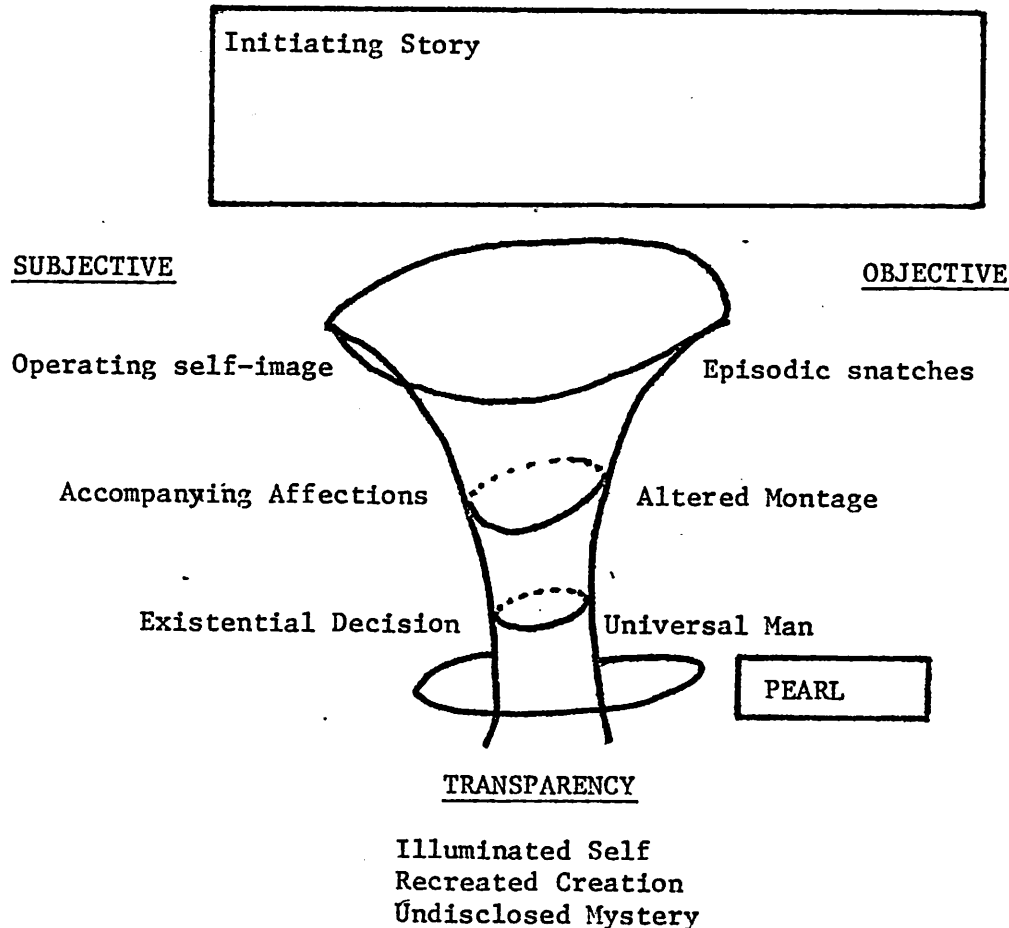 Initiating Story
SUBJECTIVE
OBJECTIVE
Operating self-image
Episodic snatches
Accompanying Affections
Altered Montage
Existential Decision
Universal Man
PEARL
TRANSPARENCY
Illuminated Self
Recreated Creation
Undisclosed Mystery